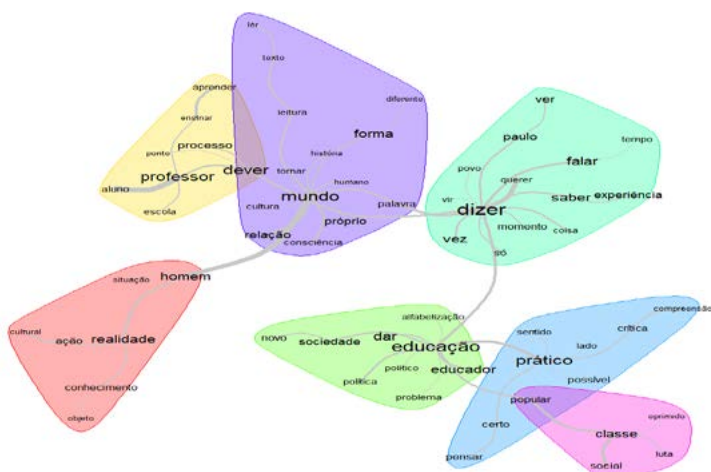 ler
texto
leitura
diferente
forma
história
tornar
mundo
humano
cultura
palavra
próprio
relação
consciência
aprender
ensinar
processo
ponto
dever
professor
aluno
escola
ver
paulo
tempo
povo
querer
falar
vir
saber
experiência
dizer
momento
coisa
vez
só
homem
situação
cultural
ação
realidade
conhecimento
objeto
alfabetização
novo
sociedade
dar
educação
político
educador
política
problema
compreensão
sentido
crítica
lado
prático
possível
popular
certo
pensar
oprimido
classe
luta
social